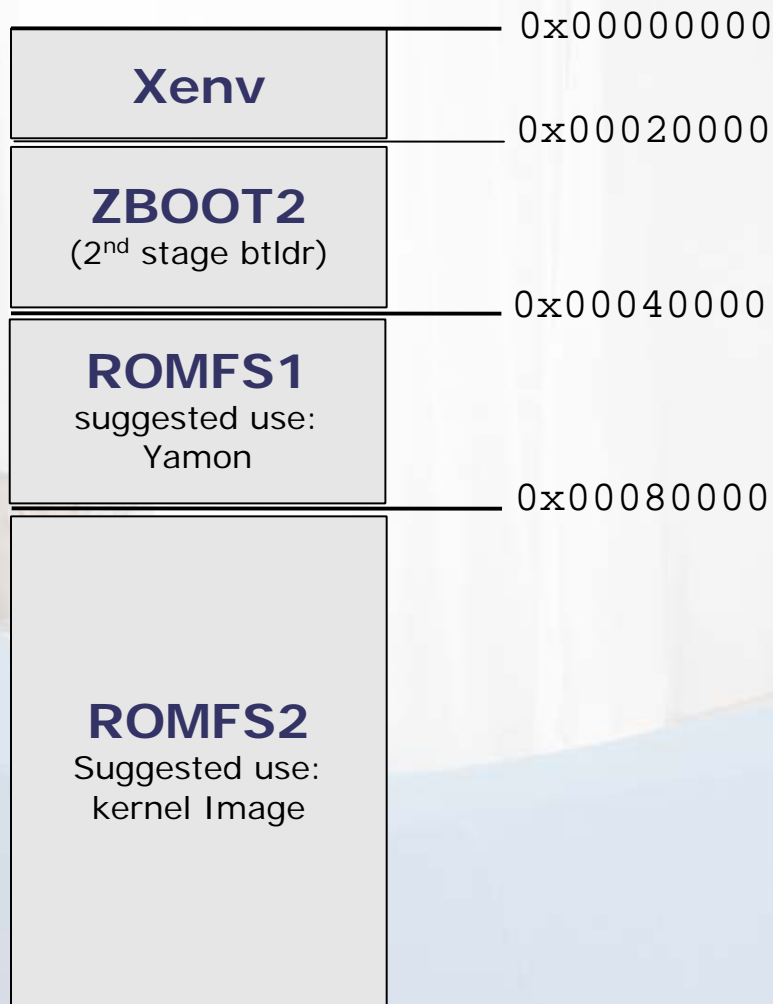 0x00000000
Xenv
0x00020000
ZBOOT2
(2nd stage btldr)
0x00040000
ROMFS1
suggested use:
Yamon
0x00080000
ROMFS2
Suggested use:
kernel Image